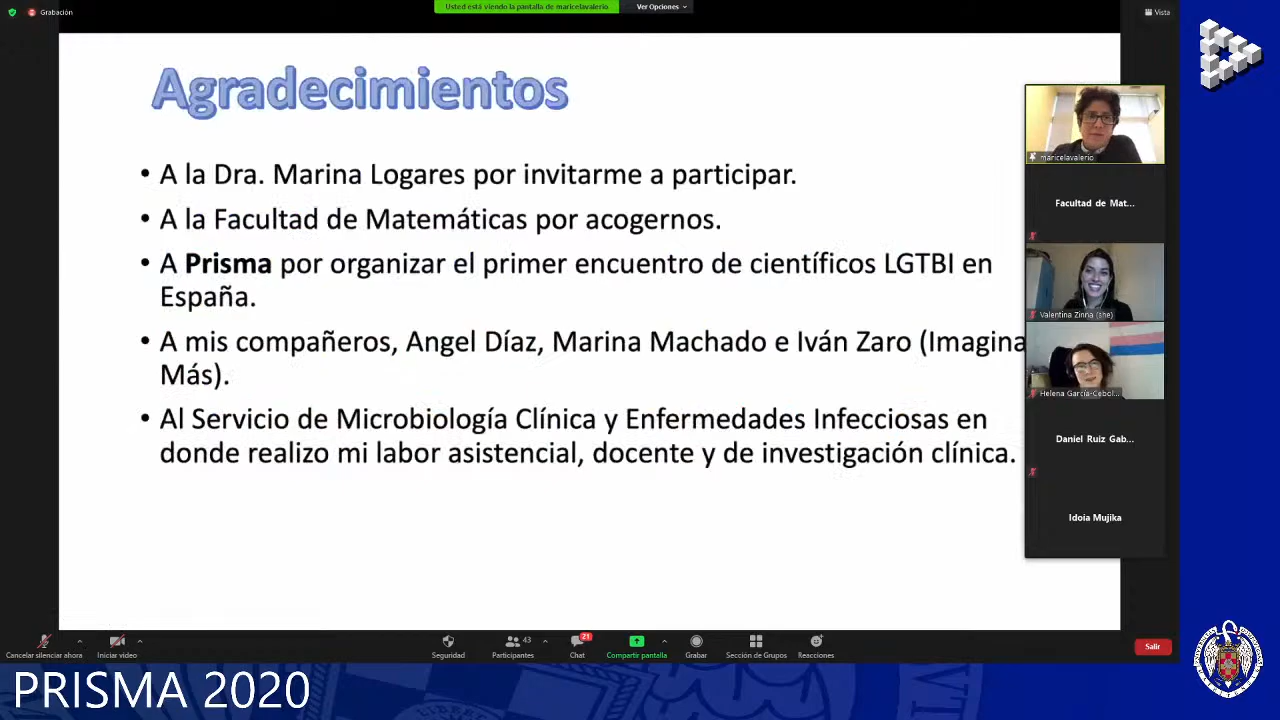 Grabación
Usted está viendo la pantalla de maricelavalerio
Ver Opciones
Vista
Agradecimientos
• A la Dra. Marina Logares por invitarme a participar.
• A la Facultad de Matemáticas por acogernos.
• A Prisma por organizar el primer encuentro de científicos LGTBI en
España.
• A mis compañeros, Angel Díaz, Marina Machado e Iván Zaro (Imagina
Más).
• Al Servicio de Microbiología Clínica y Enfermedades Infecciosas en
donde realizo mi labor asistencial, docente y de investigación clínica.
maricelavalerio
Facultad de Mat...
Valentina Zinna (she)
Helena García-Cebol...
Daniel Ruiz Gab...
Idoia Mujika
Cancelar silenciar ahora
Iniciar video
Seguridad
43
Participantes
21
Chat
Compartir pantalla
Grabar
Sección de Grupos
Reacciones
Salir
PRISMA 2020